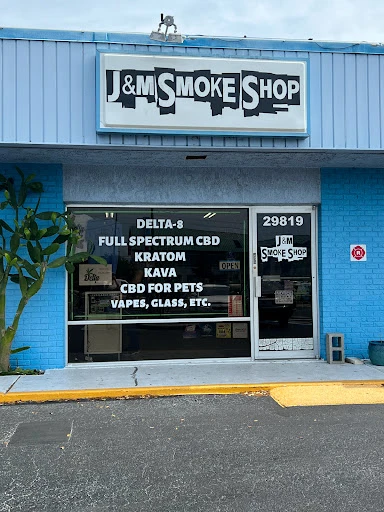 J&M SMOKE SHOP
29819
DELTA-8
FULL SPECTRUM CBD
KRATOM
KAVA
CBD FOR PETS
VAPES, GLASS, ETC.
OPEN
J&M
SMOKE SHOP